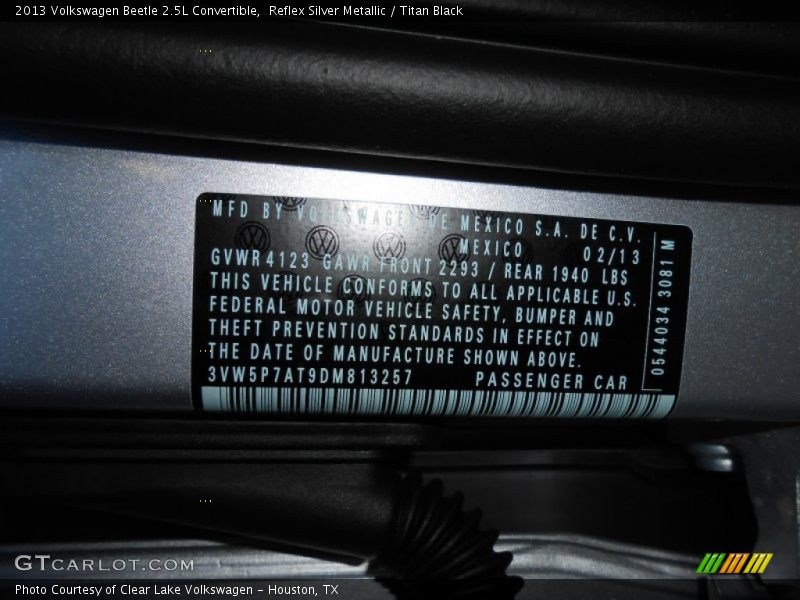 2013 Volkswagen Beetle 2.5L Convertible,  Reflex Silver Metallic / Titan Black
MFD BY VOLKSWAGEN DE MEXICO S.A. DE C.V.
MEXICO 02/13
GVWR 4123 GAWR FRONT 2293 / REAR 1940 LBS
THIS VEHICLE CONFORMS TO ALL APPLICABLE U.S.
FEDERAL MOTOR VEHICLE SAFETY, BUMPER AND
THEFT PREVENTION STANDARDS IN EFFECT ON
THE DATE OF MANUFACTURE SHOWN ABOVE.
3VW5P7AT9DM813257 PASSENGER CAR
0544034 3081 M
GTCARLOT.COM
Photo Courtesy of Clear Lake Volkswagen - Houston, TX